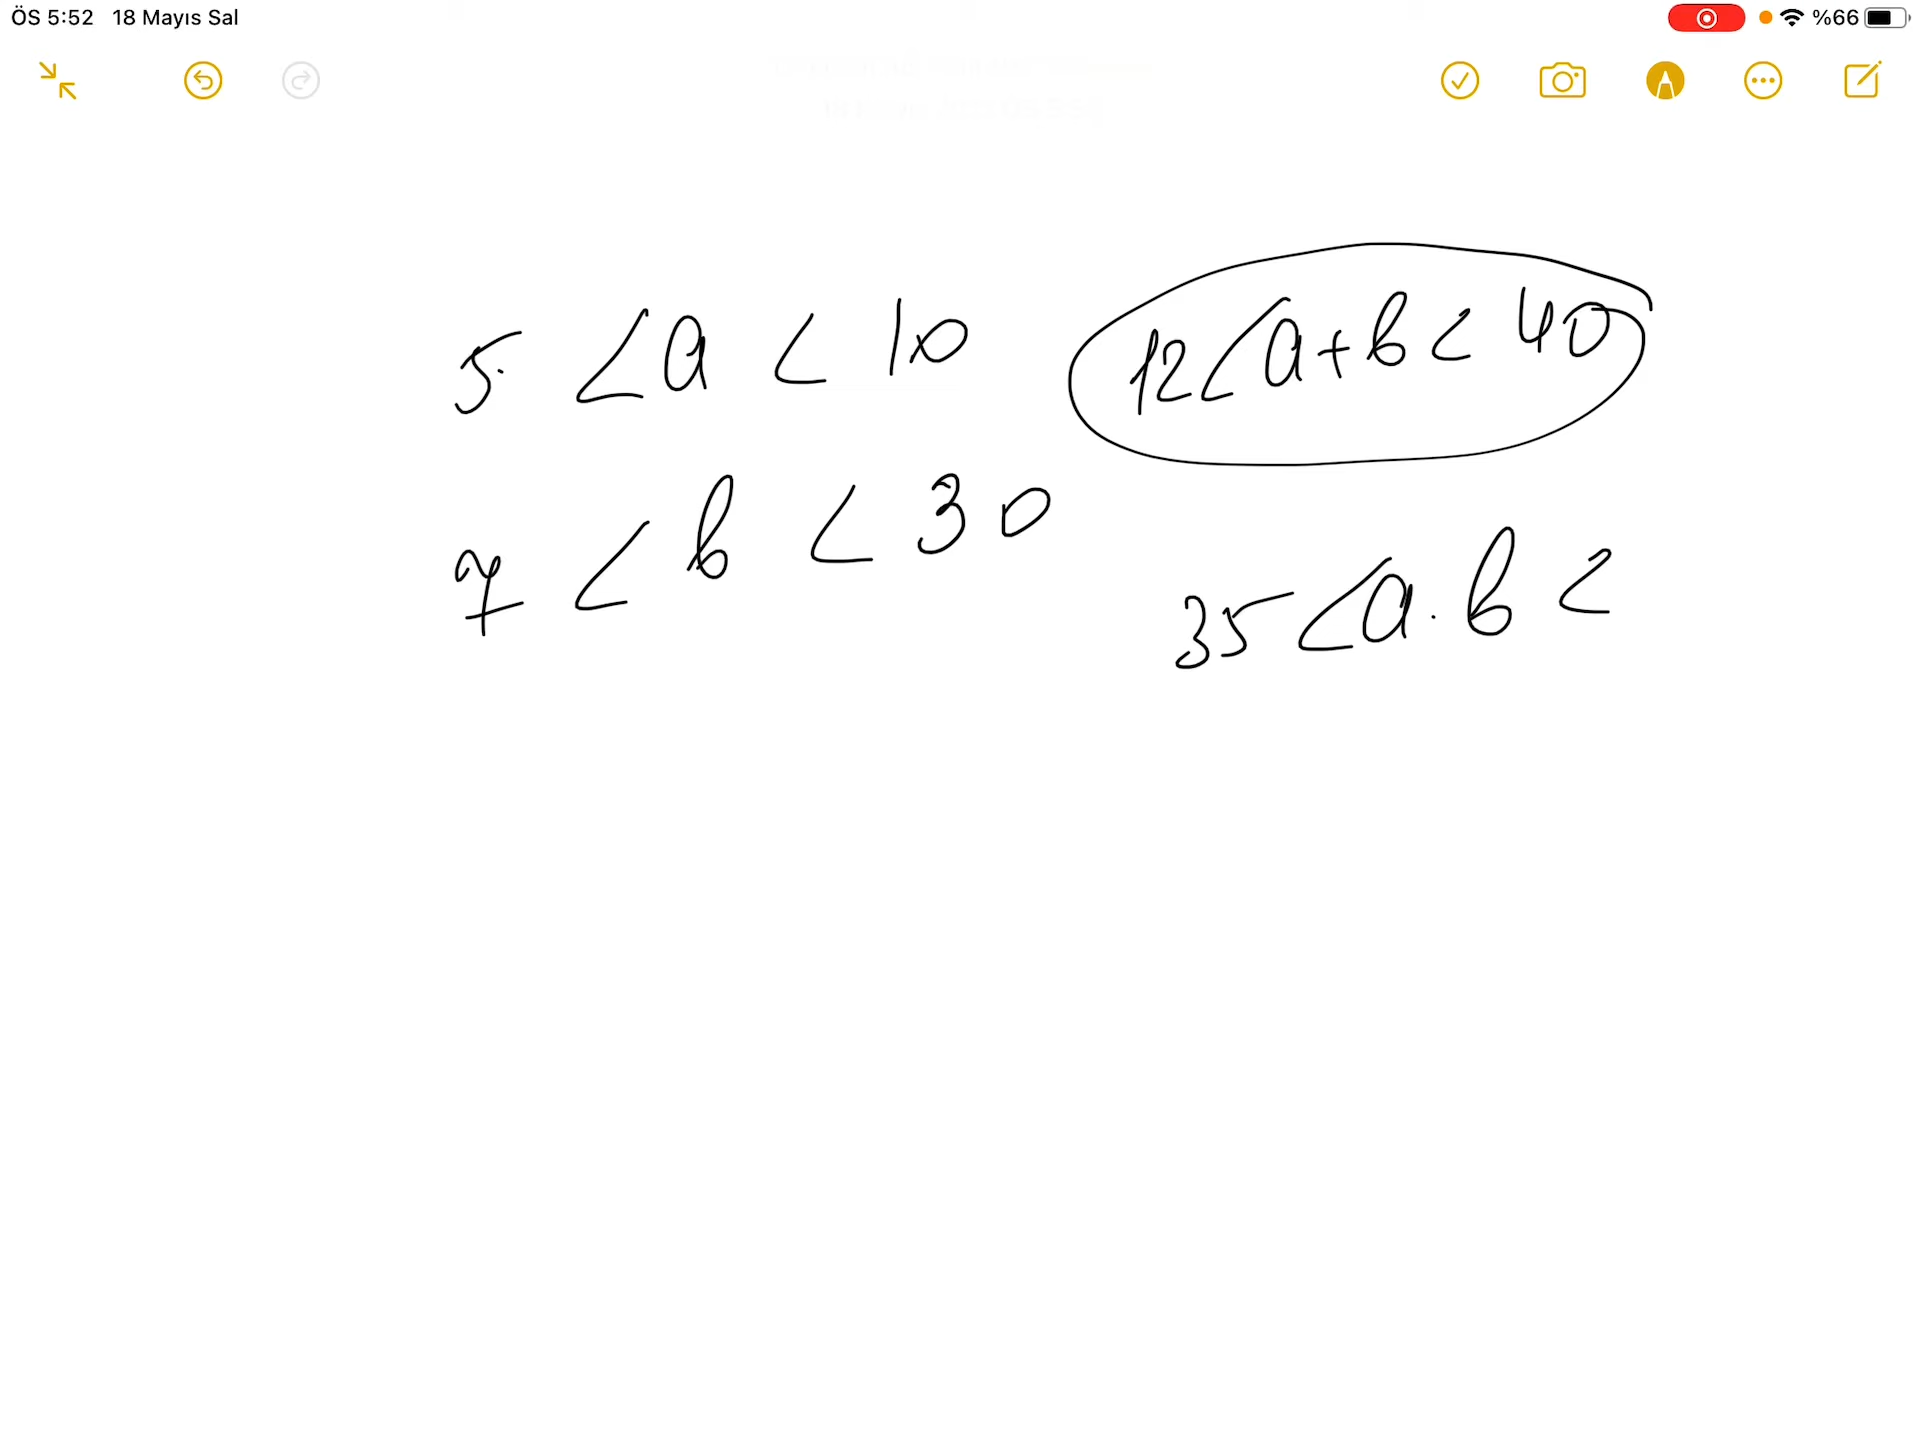 ÖS 5:52 18 Mayıs Sal %66
5 < a < 10
12 < a + b < 40
7 < b < 30
35 < a . b <